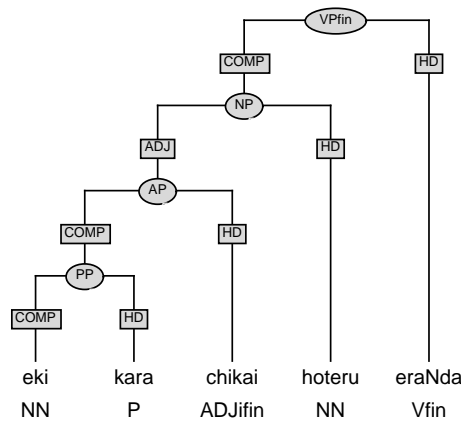 VPfin
COMP HD
NP
ADJ HD
AP
COMP HD
PP
COMP HD
eki kara chikai hoteru eraNda
NN P ADJifin NN Vfin